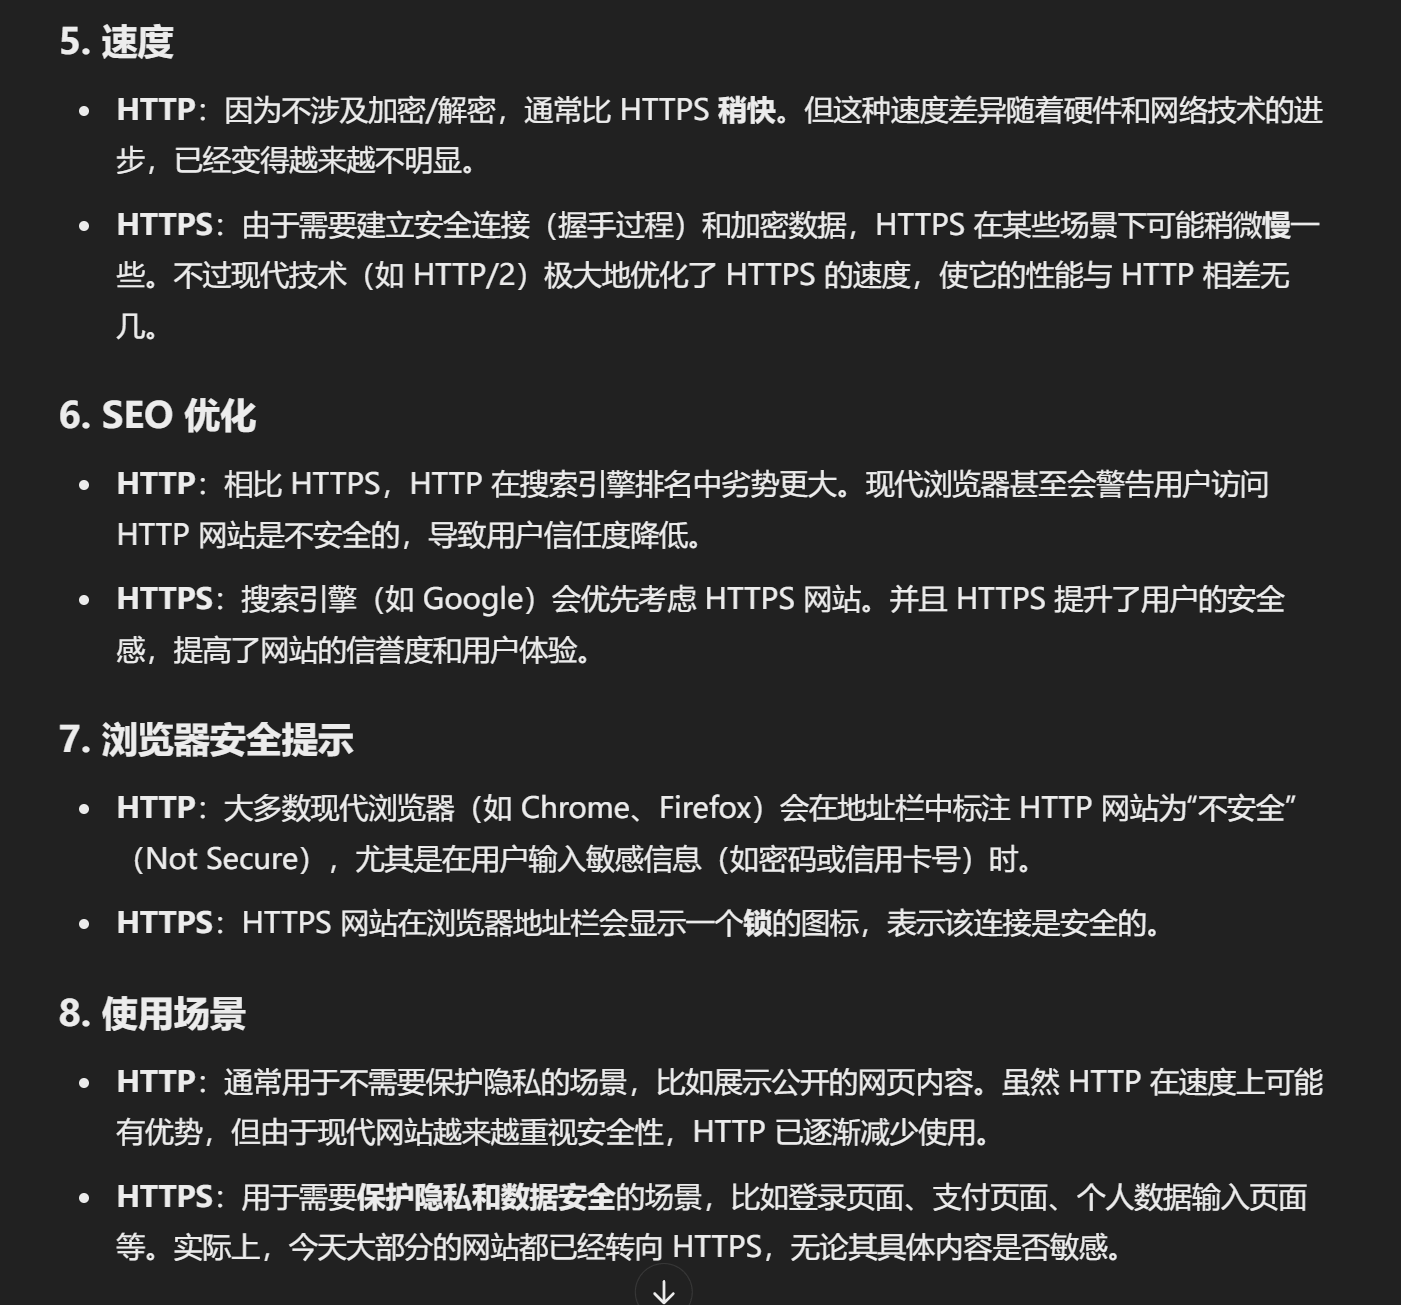 5. 速度
• HTTP：因为不涉及加密/解密，通常比 HTTPS 稍快。但这种速度差异随着硬件和网络技术的进
步，已经变得越来越不明显。
• HTTPS：由于需要建立安全连接（握手过程）和加密数据，HTTPS 在某些场景下可能稍微慢一
些。不过现代技术（如 HTTP/2）极大地优化了 HTTPS 的速度，使它的性能与 HTTP 相差无
几。
6. SEO 优化
• HTTP：相比 HTTPS，HTTP 在搜索引擎排名中劣势更大。现代浏览器甚至会警告用户访问
HTTP 网站是不安全的，导致用户信任度降低。
• HTTPS：搜索引擎（如 Google）会优先考虑 HTTPS 网站。并且 HTTPS 提升了用户的安全
感，提高了网站的信誉度和用户体验。
7. 浏览器安全提示
• HTTP：大多数现代浏览器（如 Chrome、Firefox）会在地址栏中标注 HTTP 网站为“不安全”
（Not Secure），尤其是在用户输入敏感信息（如密码或信用卡号）时。
• HTTPS：HTTPS 网站在浏览器地址栏会显示一个锁的图标，表示该连接是安全的。
8. 使用场景
• HTTP：通常用于不需要保护隐私的场景，比如展示公开的网页内容。虽然 HTTP 在速度上可能
有优势，但由于现代网站越来越重视安全性，HTTP 已逐渐减少使用。
• HTTPS：用于需要保护隐私和数据安全的场景，比如登录页面、支付页面、个人数据输入页面
等。实际上，今天大部分的网站都已经转向 HTTPS，无论其具体内容是否敏感。